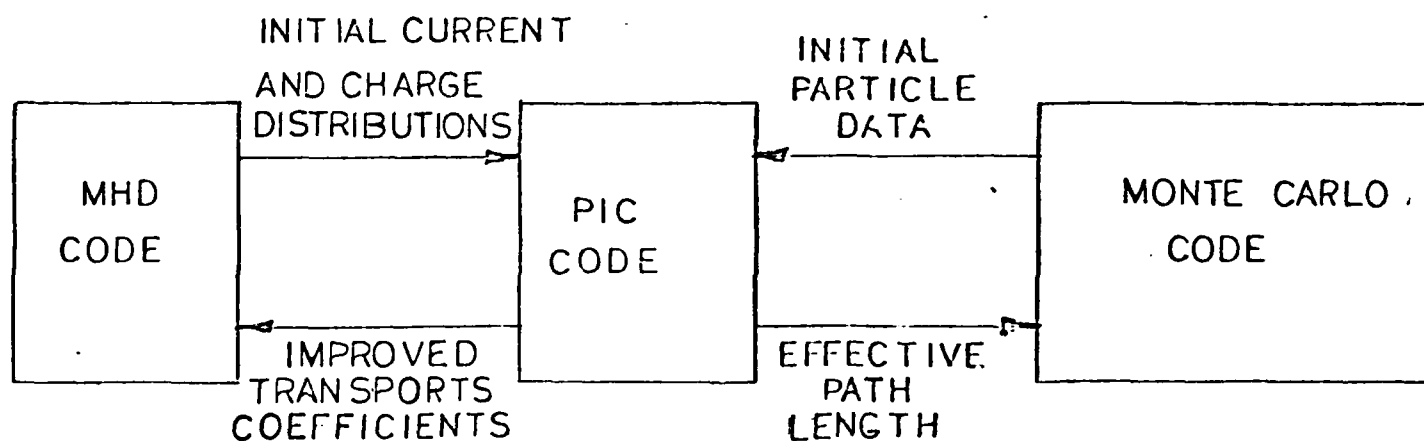 INITIAL CURRENT
AND CHARGE
DISTRIBUTIONS
INITIAL
PARTICLE
DATA
MHD
CODE
PIC
CODE
MONTE CARLO
CODE
IMPROVED
TRANSPORTS
COEFFICIENTS
EFFECTIVE
PATH
LENGTH